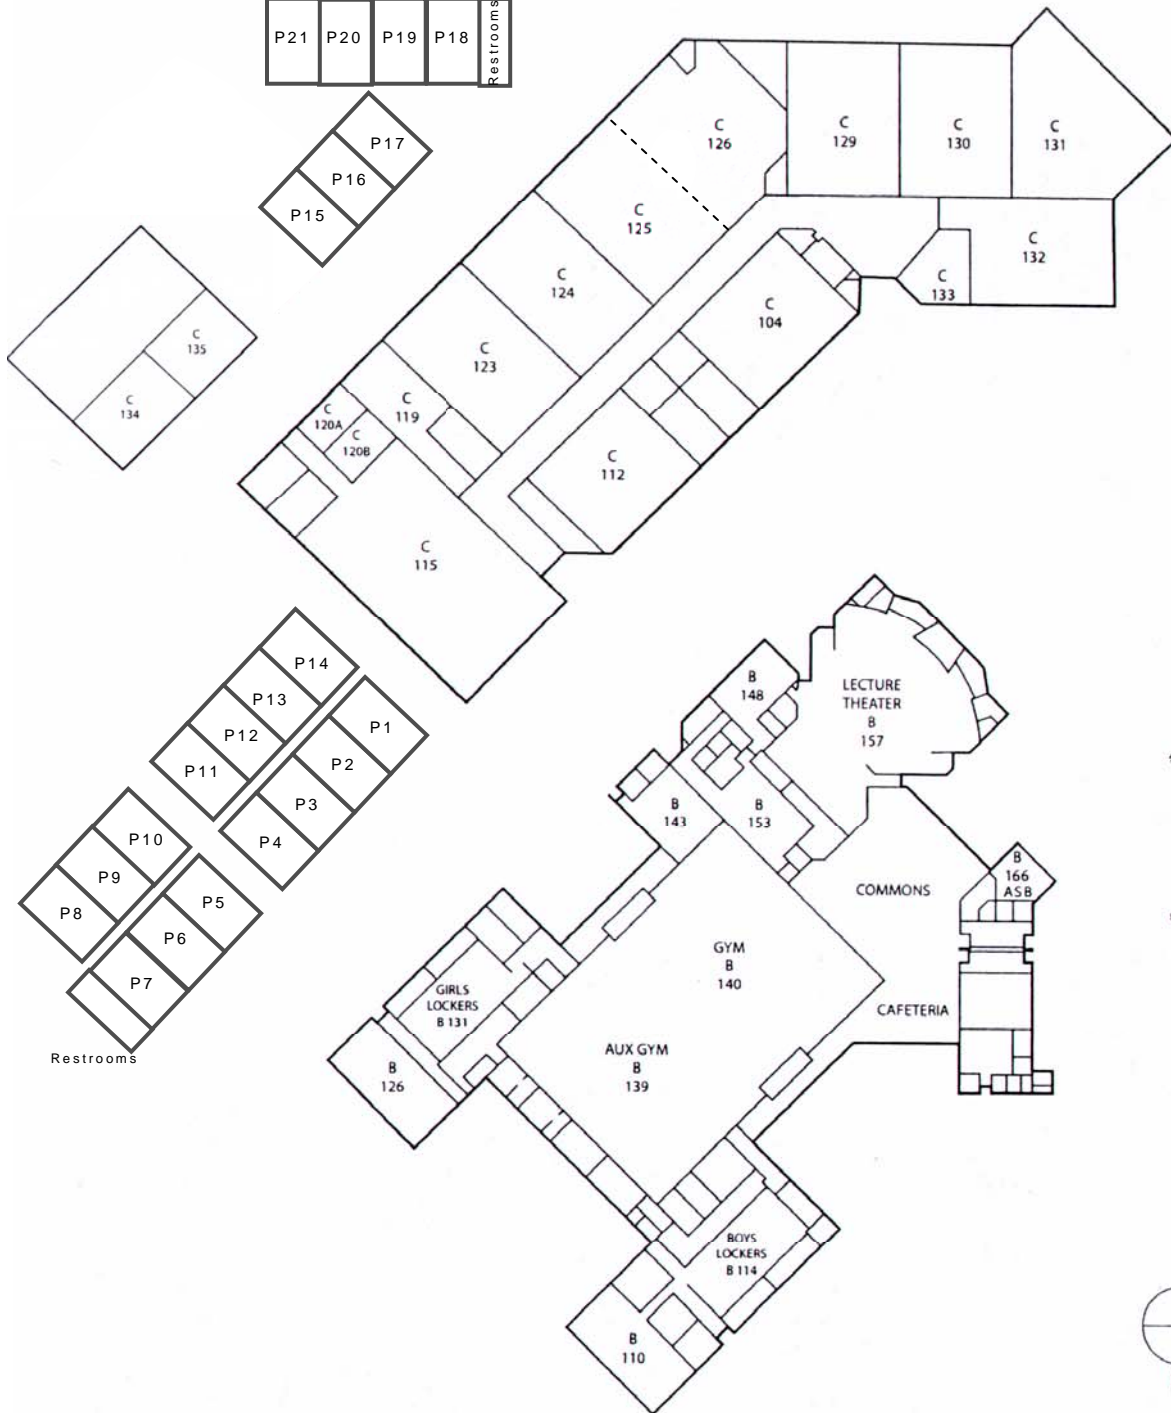 P21
P20
P19
P18
Restrooms
P17
P16
P15
C
126
C
129
C
130
C
131
C
125
C
132
C
133
C
124
C
104
C
135
C
134
C
123
C
119
C
120A
C
120B
C
112
C
115
P14
P13
P12
P11
P1
P2
P3
P4
P10
P9
P8
P5
P6
P7
Restrooms
B
148
LECTURE
THEATER
B
157
B
143
B
153
COMMONS
B
166
ASB
GYM
B
140
CAFETERIA
GIRLS
LOCKERS
B 131
B
126
AUX GYM
B
139
BOYS
LOCKERS
B 114
B
110